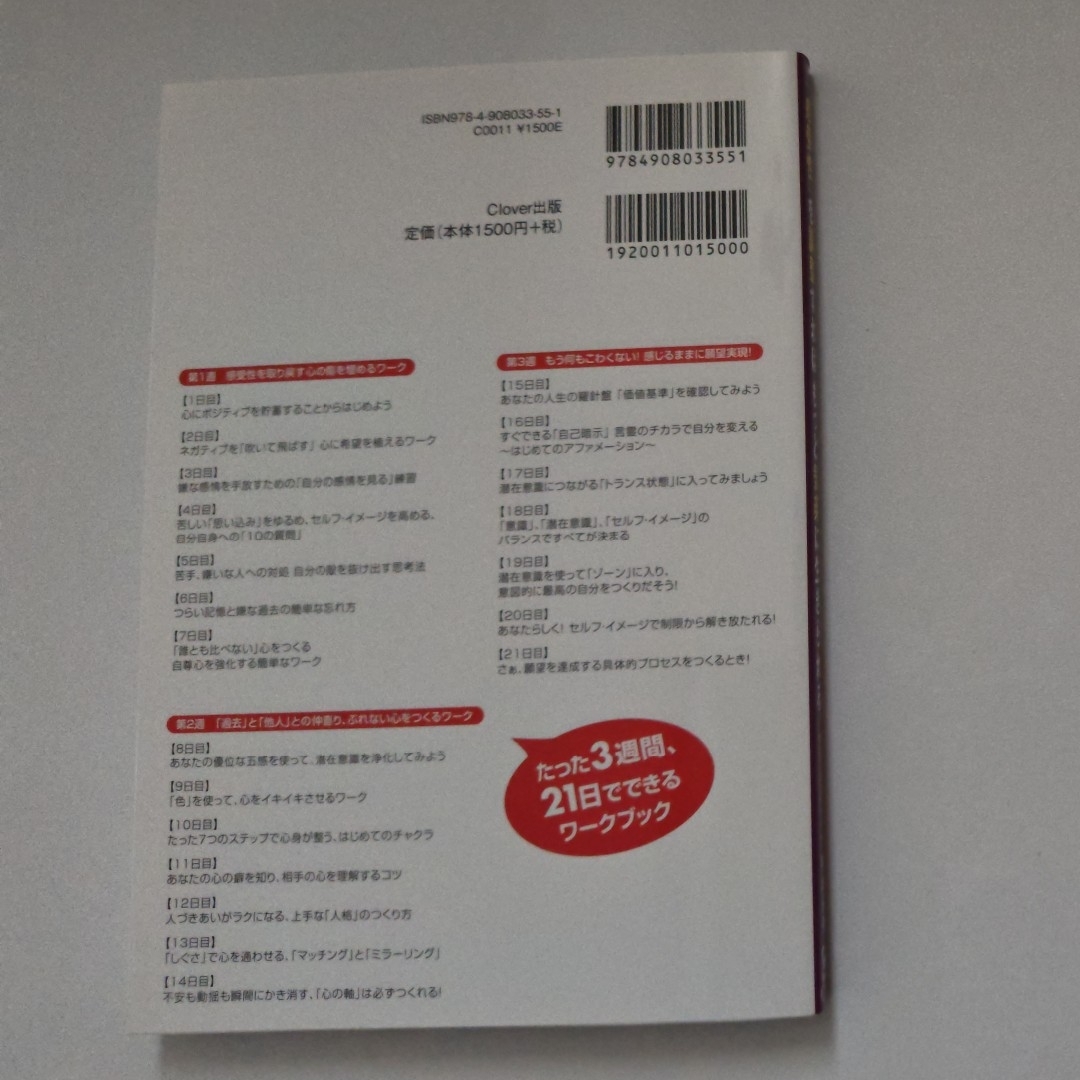 ISBN978-4-908033-55-1
C0011 ¥1500E
9784908033551
Clover出版
定価(本体1500円+税)
1920011015000
第1週 感受性を取り戻す心の傷を埋めるワーク
【1日目】
心にポジティブを貯蓄することからはじめよう
【2日目】
ネガティブを「吹いて飛ばす」心に希望を植えるワーク
【3日目】
嫌な感情を手放すための「自分の感情を見る」練習
【4日目】
苦しい「思い込み」をゆるめ、セルフ・イメージを高める、
自分自身への「10の質問」
【5日目】
苦手、嫌いな人への対処 自分の殻を抜け出す思考法
【6日目】
つらい記憶と嫌な過去の簡単な忘れ方
【7日目】
「誰とも比べない」心をつくる
自尊心を強化する簡単なワーク
第2週 「過去」と「他人」との仲直り、ぶれない心をつくるワーク
【8日目】
あなたの優位な五感を使って、潜在意識を浄化してみよう
【9日目】
「色」を使って、心をイキイキさせるワーク
【10日目】
たった7つのステップで心身が整う、はじめてのチャクラ
【11日目】
あなたの心の癖を知り、相手の心を理解するコツ
【12日目】
人づきあいがラクになる、上手な「人格」のつくり方
【13日目】
「しぐさ」で心を通わせる、「マッチング」と「ミラーリング」
【14日目】
不安も動揺も瞬間にかき消す、「心の軸」は必ずつくれる!
第3週 もう何もこわくない! 感じるままに願望実現!
【15日目】
あなたの人生の羅針盤 「価値基準」を確認してみよう
【16日目】
すぐできる「自己暗示」 言霊のチカラで自分を変える
〜はじめてのアファメーション〜
【17日目】
潜在意識につながる「トランス状態」に入ってみましょう
【18日目】
「意識」、「潜在意識」、「セルフ・イメージ」の
バランスですべてが決まる
【19日目】
潜在意識を使って「ゾーン」に入り、
意図的に最高の自分をつくりだそう!
【20日目】
あなたらしく! セルフ・イメージで制限から解き放たれる!
【21日目】
さぁ、願望を達成する具体的プロセスをつくるとき!
たった3週間、
21日でできる
ワークブック